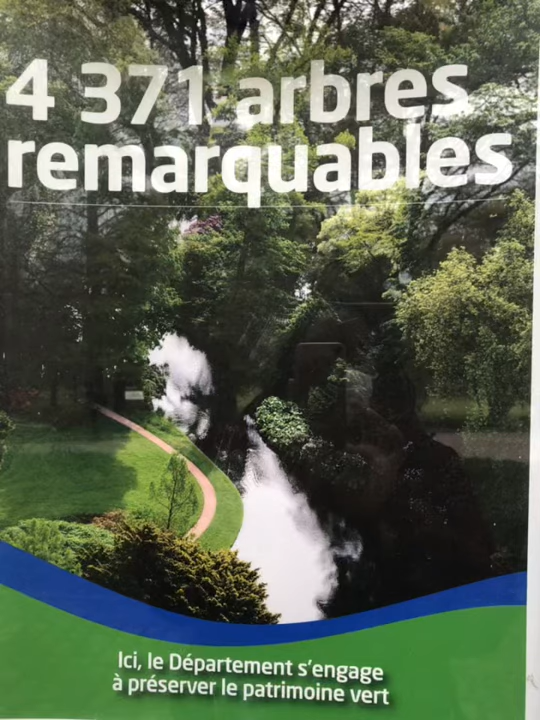 4 371 arbres
remarquables
Ici, le Département s'engage
à préserver le patrimoine vert